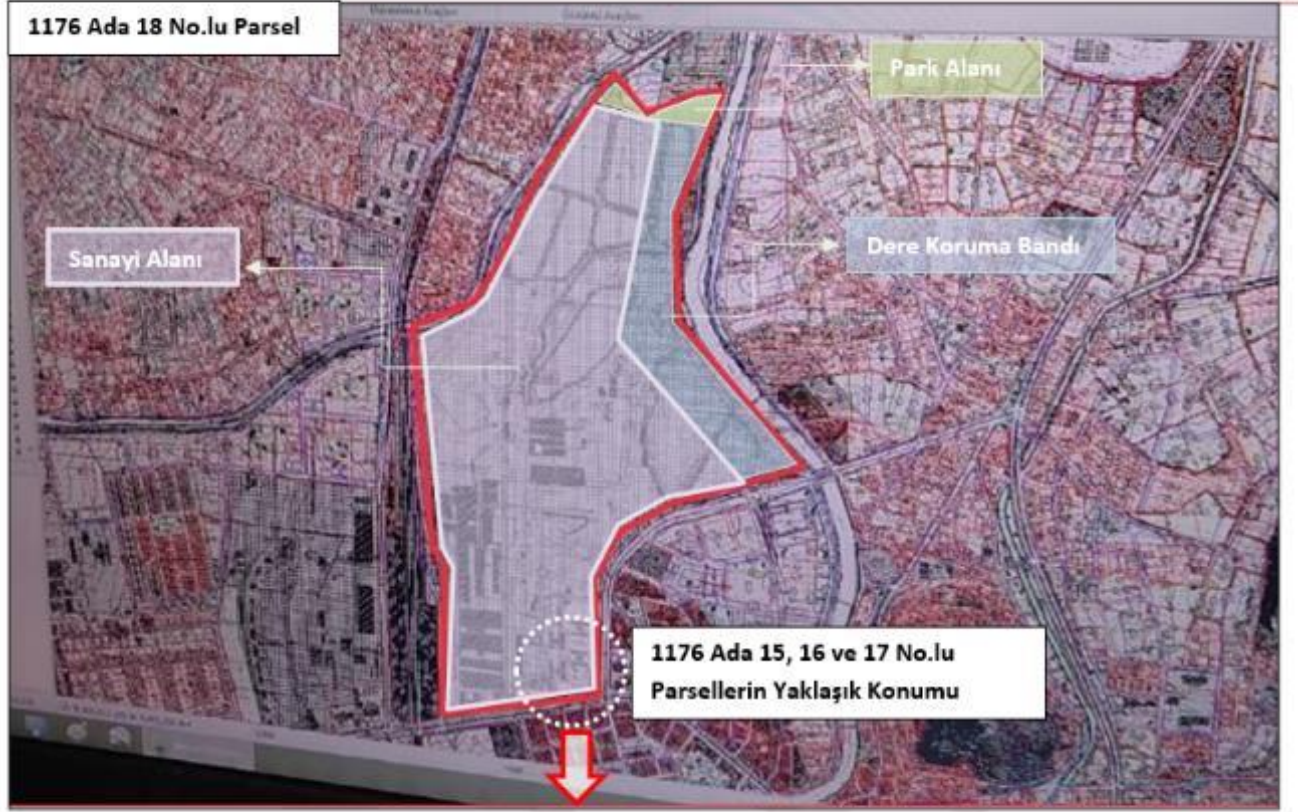 1176 Ada 18 No.lu Parsel
Park Alanı
Dere Koruma Bandı
Sanayi Alanı
1176 Ada 15, 16 ve 17 No.lu
Parsellerin Yaklaşık Konumu